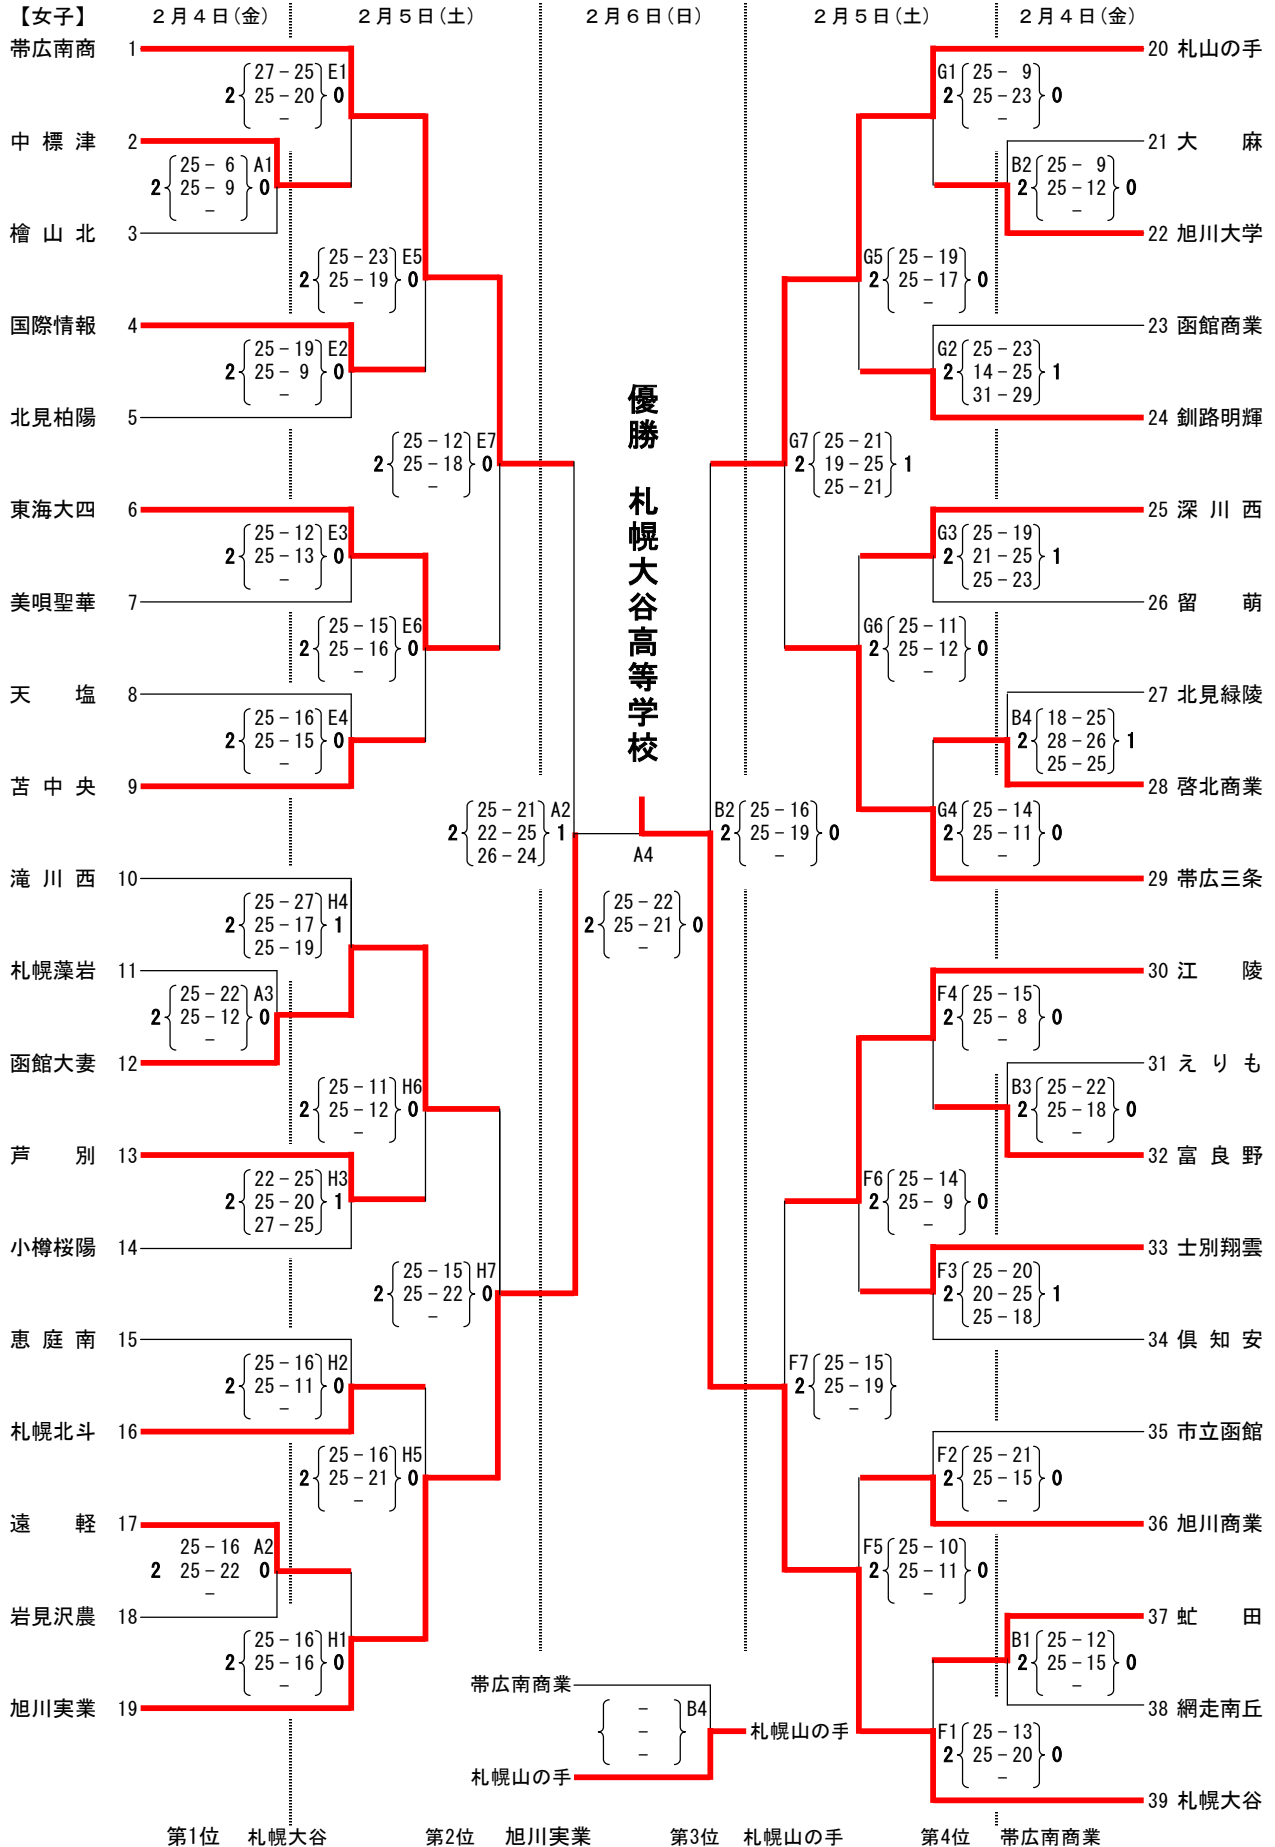 【女子】 2月4日(金) 2月5日(土) 2月6日(日) 2月5日(土) 2月4日(金)
帯広南商 1
27-25 E1
2 25-20 0
-
中標津 2
25-6 A1
2 25-9 0
-
檜山北 3
25-23 E5
2 25-19 0
-
国際情報 4
25-19 E2
2 25-9 0
-
北見柏陽 5
25-12 E7
2 25-18 0
-
東海大四 6
25-12 E3
2 25-13 0
-
美唄聖華 7
25-15 E6
2 25-16 0
-
天塩 8
25-16 E4
2 25-15 0
-
苫中央 9
25-21 A2
2 22-25 1
26-24
滝川西 10
25-27 H4
2 25-17 1
25-19
札幌藻岩 11
25-22 A3
2 25-12 0
-
函館大妻 12
25-11 H6
2 25-12 0
-
芦別 13
22-25 H3
2 25-20 1
27-25
小樽桜陽 14
25-15 H7
2 25-22 0
-
恵庭南 15
25-16 H2
2 25-11 0
-
札幌北斗 16
25-16 H5
2 25-21 0
-
遠軽 17
25-16 A2
2 25-22 0
-
岩見沢農 18
25-16 H1
2 25-16 0
-
旭川実業 19
優勝 札幌大谷高等学校
A4
25-22
2 25-21 0
-
帯広南商業
- B4
-
-
札幌山の手
札幌山の手
20 札山の手
G1 25-9
2 25-23 0
-
21 大麻
B2 25-9
2 25-12 0
-
22 旭川大学
G5 25-19
2 25-17 0
-
23 函館商業
G2 25-23
2 14-25 1
31-29
24 釧路明輝
G7 25-21
2 19-25 1
25-21
25 深川西
G3 25-19
2 21-25 1
25-23
26 留萌
G6 25-11
2 25-12 0
-
27 北見緑陵
B4 18-25
2 28-26 1
25-25
28 啓北商業
B2 25-16
2 25-19 0
-
G4 25-14
2 25-11 0
-
29 帯広三条
30 江陵
F4 25-15
2 25-8 0
-
31 えりも
B3 25-22
2 25-18 0
-
32 富良野
F6 25-14
2 25-9 0
-
33 士別翔雲
F3 25-20
2 20-25 1
25-18
34 倶知安
F7 25-15
2 25-19
-
35 市立函館
F2 25-21
2 25-15 0
-
36 旭川商業
F5 25-10
2 25-11 0
-
37 虻田
B1 25-12
2 25-15 0
-
38 網走南丘
F1 25-13
2 25-20 0
-
39 札幌大谷
第1位 札幌大谷 第2位 旭川実業 第3位 札幌山の手 第4位 帯広南商業